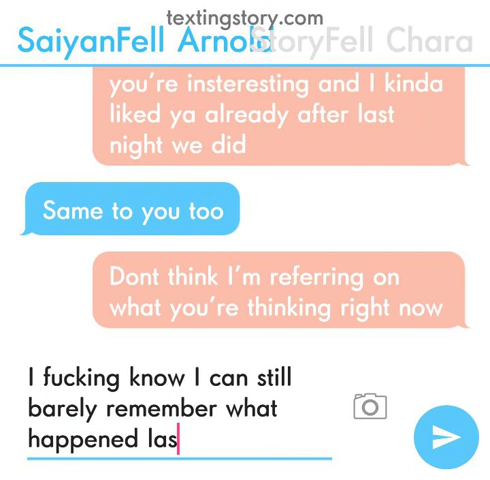 textingstory.com
SaiyanFell Arnold StoryFell Chara
you're insteresting and I kinda
liked ya already after last
night we did
Same to you too
Dont think I'm referring on
what you're thinking right now
I fucking know I can still
barely remember what
happened las